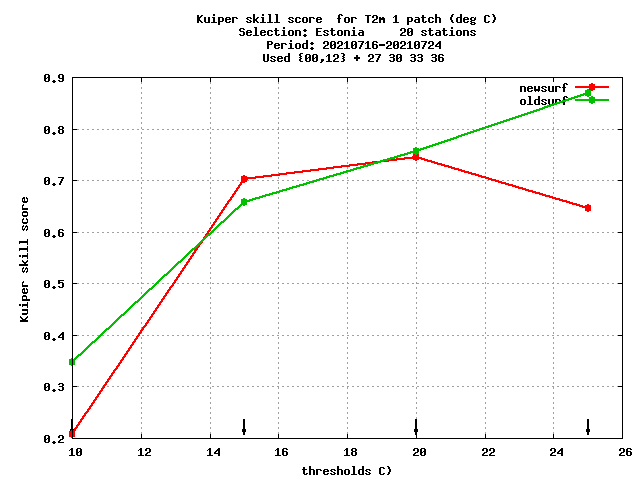 Kuiper skill score  for T2m 1 patch (deg C)
Selection: Estonia     20 stations
Period: 20210716-20210724
Used {00,12} + 27 30 33 36
newsurf
oldsurf
0.9
0.8
0.7
0.6
0.5
0.4
0.3
0.2
Kuiper skill score
10 12 14 16 18 20 22 24 26
thresholds C)